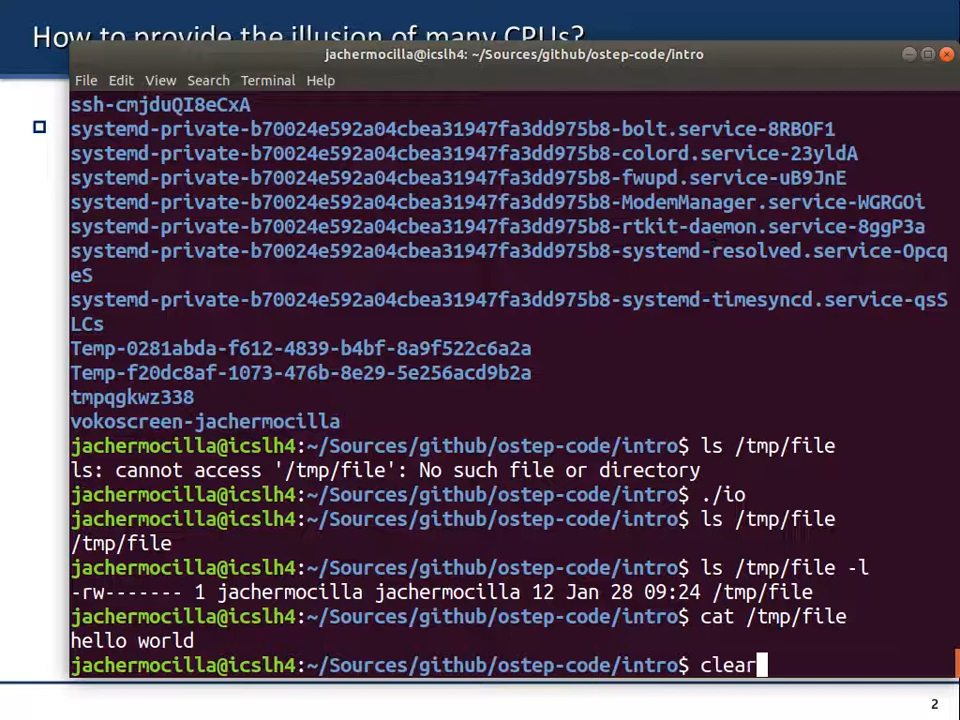 How to provide the illusion of many CPUs?
jachermocilla@icslh4: ~/Sources/github/ostep-code/intro
File Edit View Search Terminal Help
ssh-cmjduQI8eCxA
systemd-private-b70024e592a04cbea31947fa3dd975b8-bolt.service-8RBOF1
systemd-private-b70024e592a04cbea31947fa3dd975b8-colord.service-23yldA
systemd-private-b70024e592a04cbea31947fa3dd975b8-fwupd.service-uB9JnE
systemd-private-b70024e592a04cbea31947fa3dd975b8-ModemManager.service-WGRGOi
systemd-private-b70024e592a04cbea31947fa3dd975b8-rtkit-daemon.service-8ggP3a
systemd-private-b70024e592a04cbea31947fa3dd975b8-systemd-resolved.service-Opcq
eS
systemd-private-b70024e592a04cbea31947fa3dd975b8-systemd-timesyncd.service-qsS
LCs
Temp-0281abda-f612-4839-b4bf-8a9f522c6a2a
Temp-f20dc8af-1073-476b-8e29-5e256acd9b2a
tmpqgkwz338
vokoscreen-jachermocilla
jachermocilla@icslh4:~/Sources/github/ostep-code/intro$ ls /tmp/file
ls: cannot access '/tmp/file': No such file or directory
jachermocilla@icslh4:~/Sources/github/ostep-code/intro$ ./io
jachermocilla@icslh4:~/Sources/github/ostep-code/intro$ ls /tmp/file
/tmp/file
jachermocilla@icslh4:~/Sources/github/ostep-code/intro$ ls /tmp/file -l
-rw------- 1 jachermocilla jachermocilla 12 Jan 28 09:24 /tmp/file
jachermocilla@icslh4:~/Sources/github/ostep-code/intro$ cat /tmp/file
hello world
jachermocilla@icslh4:~/Sources/github/ostep-code/intro$ clear
2